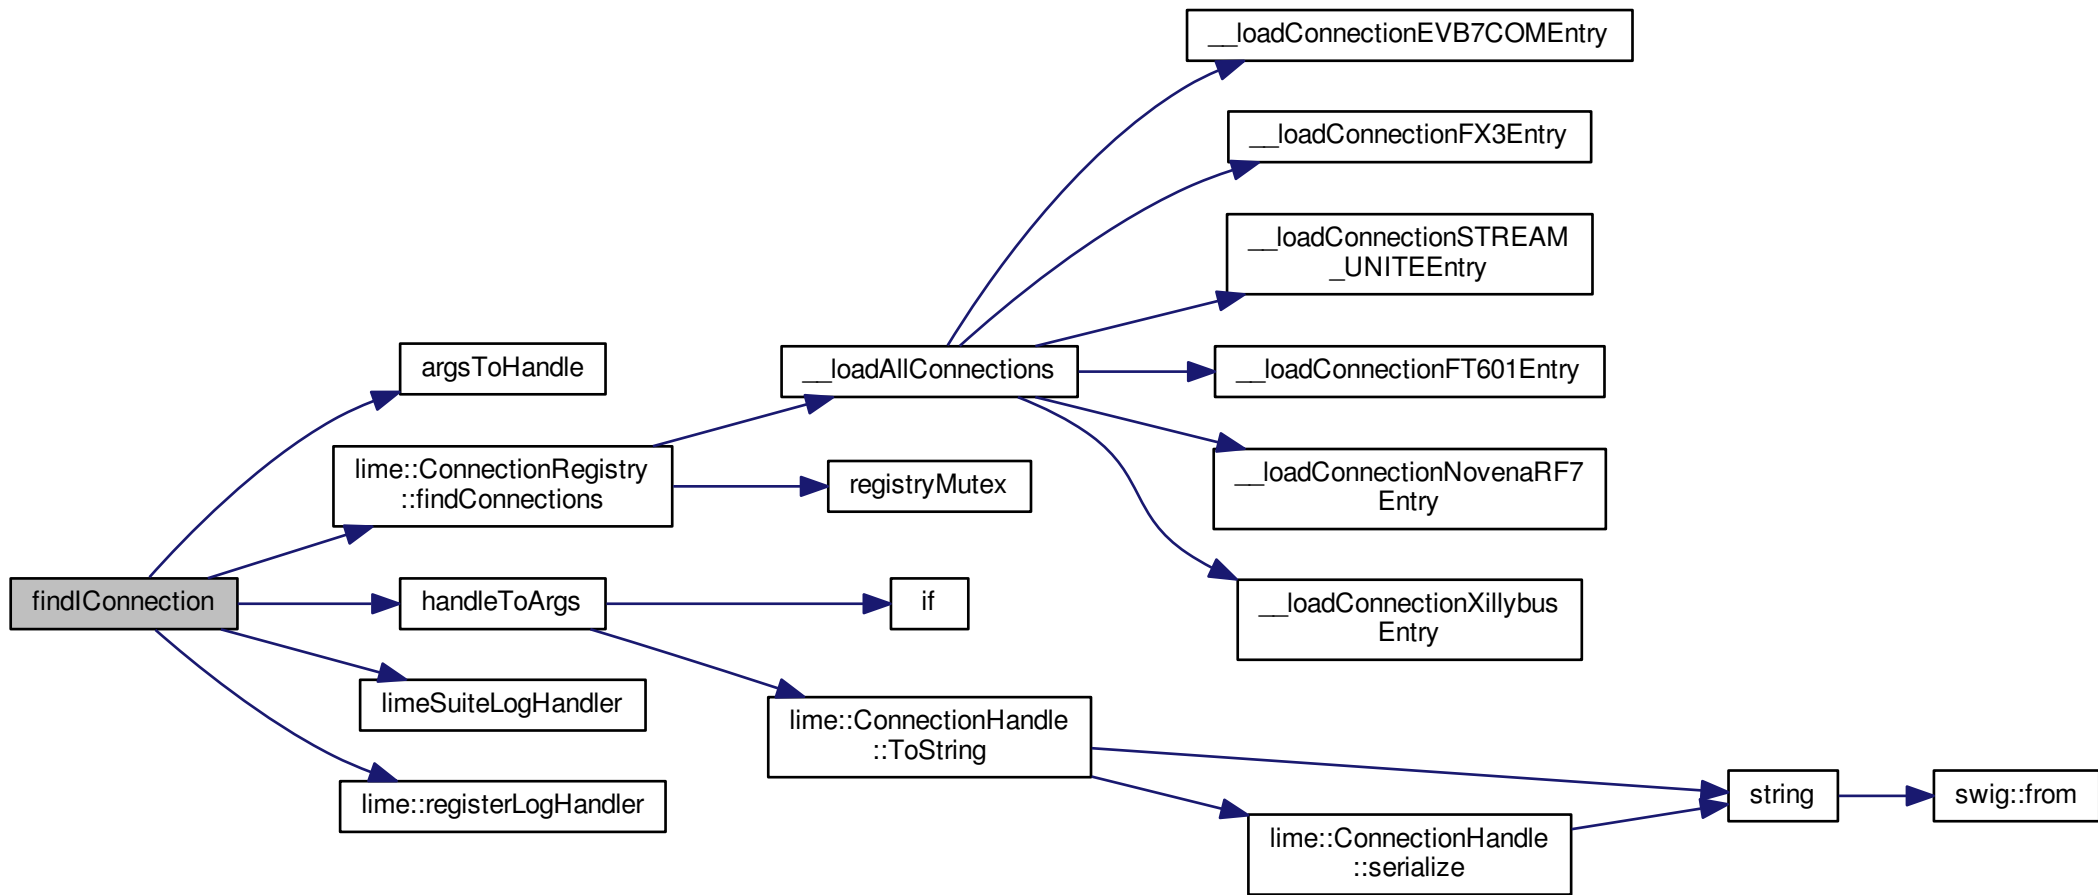 __loadConnectionEVB7COMEntry
__loadConnectionFX3Entry
__loadConnectionSTREAM
_UNITEEntry
argsToHandle
__loadAllConnections
__loadConnectionFT601Entry
lime::ConnectionRegistry
::findConnections
registryMutex
__loadConnectionNovenaRF7
Entry
findIConnection
handleToArgs
if
__loadConnectionXillybus
Entry
limeSuiteLogHandler
lime::ConnectionHandle
::ToString
lime::registerLogHandler
string
swig::from
lime::ConnectionHandle
::serialize